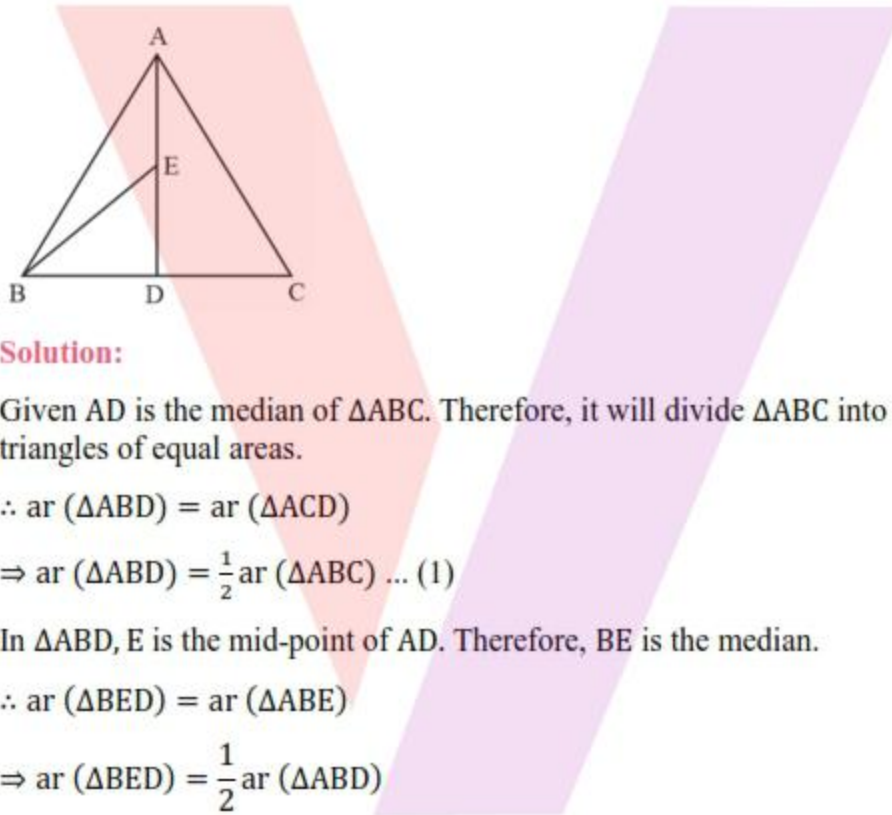 A
E
B
D
C
Solution:
Given AD is the median of ΔABC. Therefore, it will divide ΔABC into
triangles of equal areas.
∴ ar (ΔABD) = ar (ΔACD)
⇒ ar (ΔABD) = 1/2 ar (ΔABC) ... (1)
In ΔABD, E is the mid-point of AD. Therefore, BE is the median.
∴ ar (ΔBED) = ar (ΔABE)
⇒ ar (ΔBED) = 1/2 ar (ΔABD)